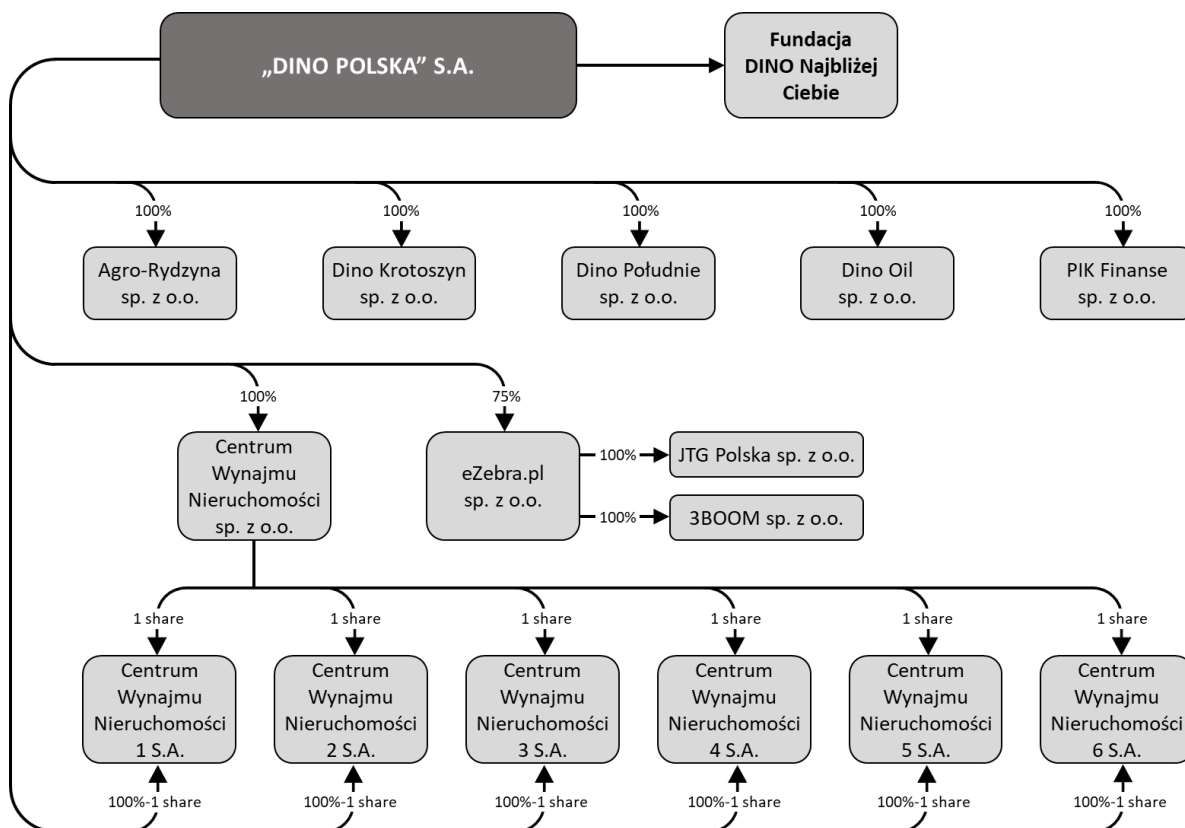 „DINO POLSKA” S.A.
Fundacja
DINO Najbliżej
Ciebie
100%
100%
100%
100%
100%
Agro-Rydzyna
sp. z o.o.
Dino Krotoszyn
sp. z o.o.
Dino Południe
sp. z o.o.
Dino Oil
sp. z o.o.
PIK Finanse
sp. z o.o.
100%
75%
Centrum
Wynajmu
Nieruchomości
sp. z o.o.
eZebra.pl
sp. z o.o.
100%
JTG Polska sp. z o.o.
100%
3BOOM sp. z o.o.
1 share
1 share
1 share
1 share
1 share
1 share
Centrum
Wynajmu
Nieruchomości
1 S.A.
Centrum
Wynajmu
Nieruchomości
2 S.A.
Centrum
Wynajmu
Nieruchomości
3 S.A.
Centrum
Wynajmu
Nieruchomości
4 S.A.
Centrum
Wynajmu
Nieruchomości
5 S.A.
Centrum
Wynajmu
Nieruchomości
6 S.A.
100%-1 share
100%-1 share
100%-1 share
100%-1 share
100%-1 share
100%-1 share